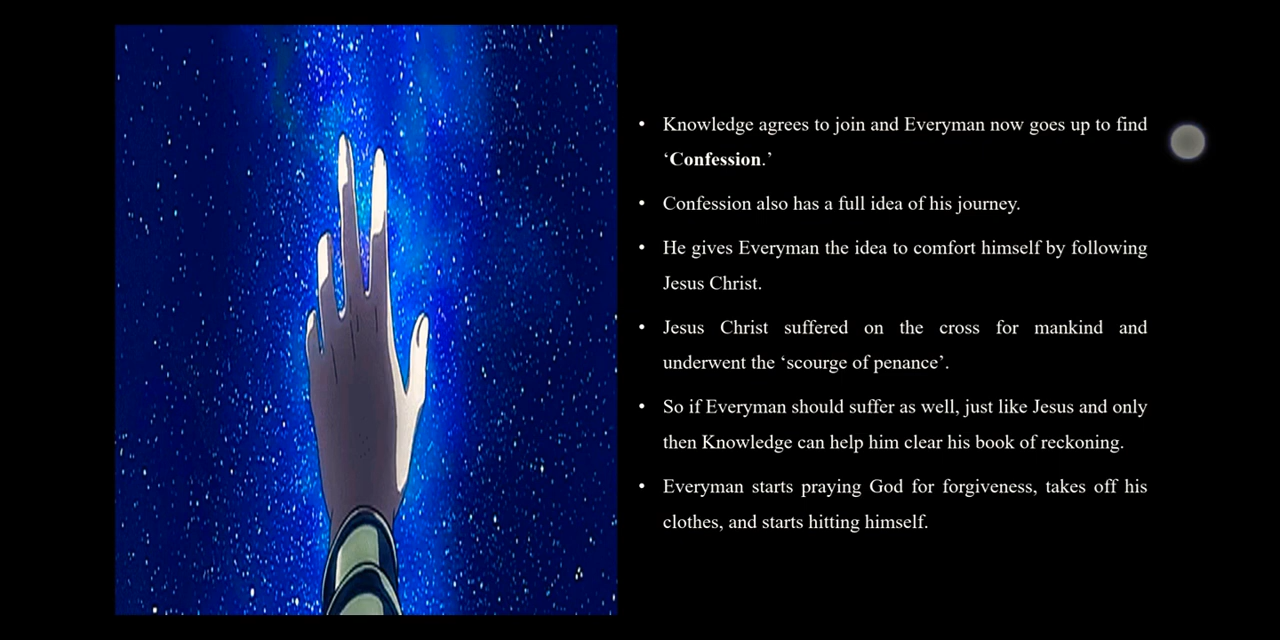 • Knowledge agrees to join and Everyman now goes up to find
‘Confession.’
• Confession also has a full idea of his journey.
• He gives Everyman the idea to comfort himself by following
Jesus Christ.
• Jesus Christ suffered on the cross for mankind and
underwent the ‘scourge of penance’.
• So if Everyman should suffer as well, just like Jesus and only
then Knowledge can help him clear his book of reckoning.
• Everyman starts praying God for forgiveness, takes off his
clothes, and starts hitting himself.